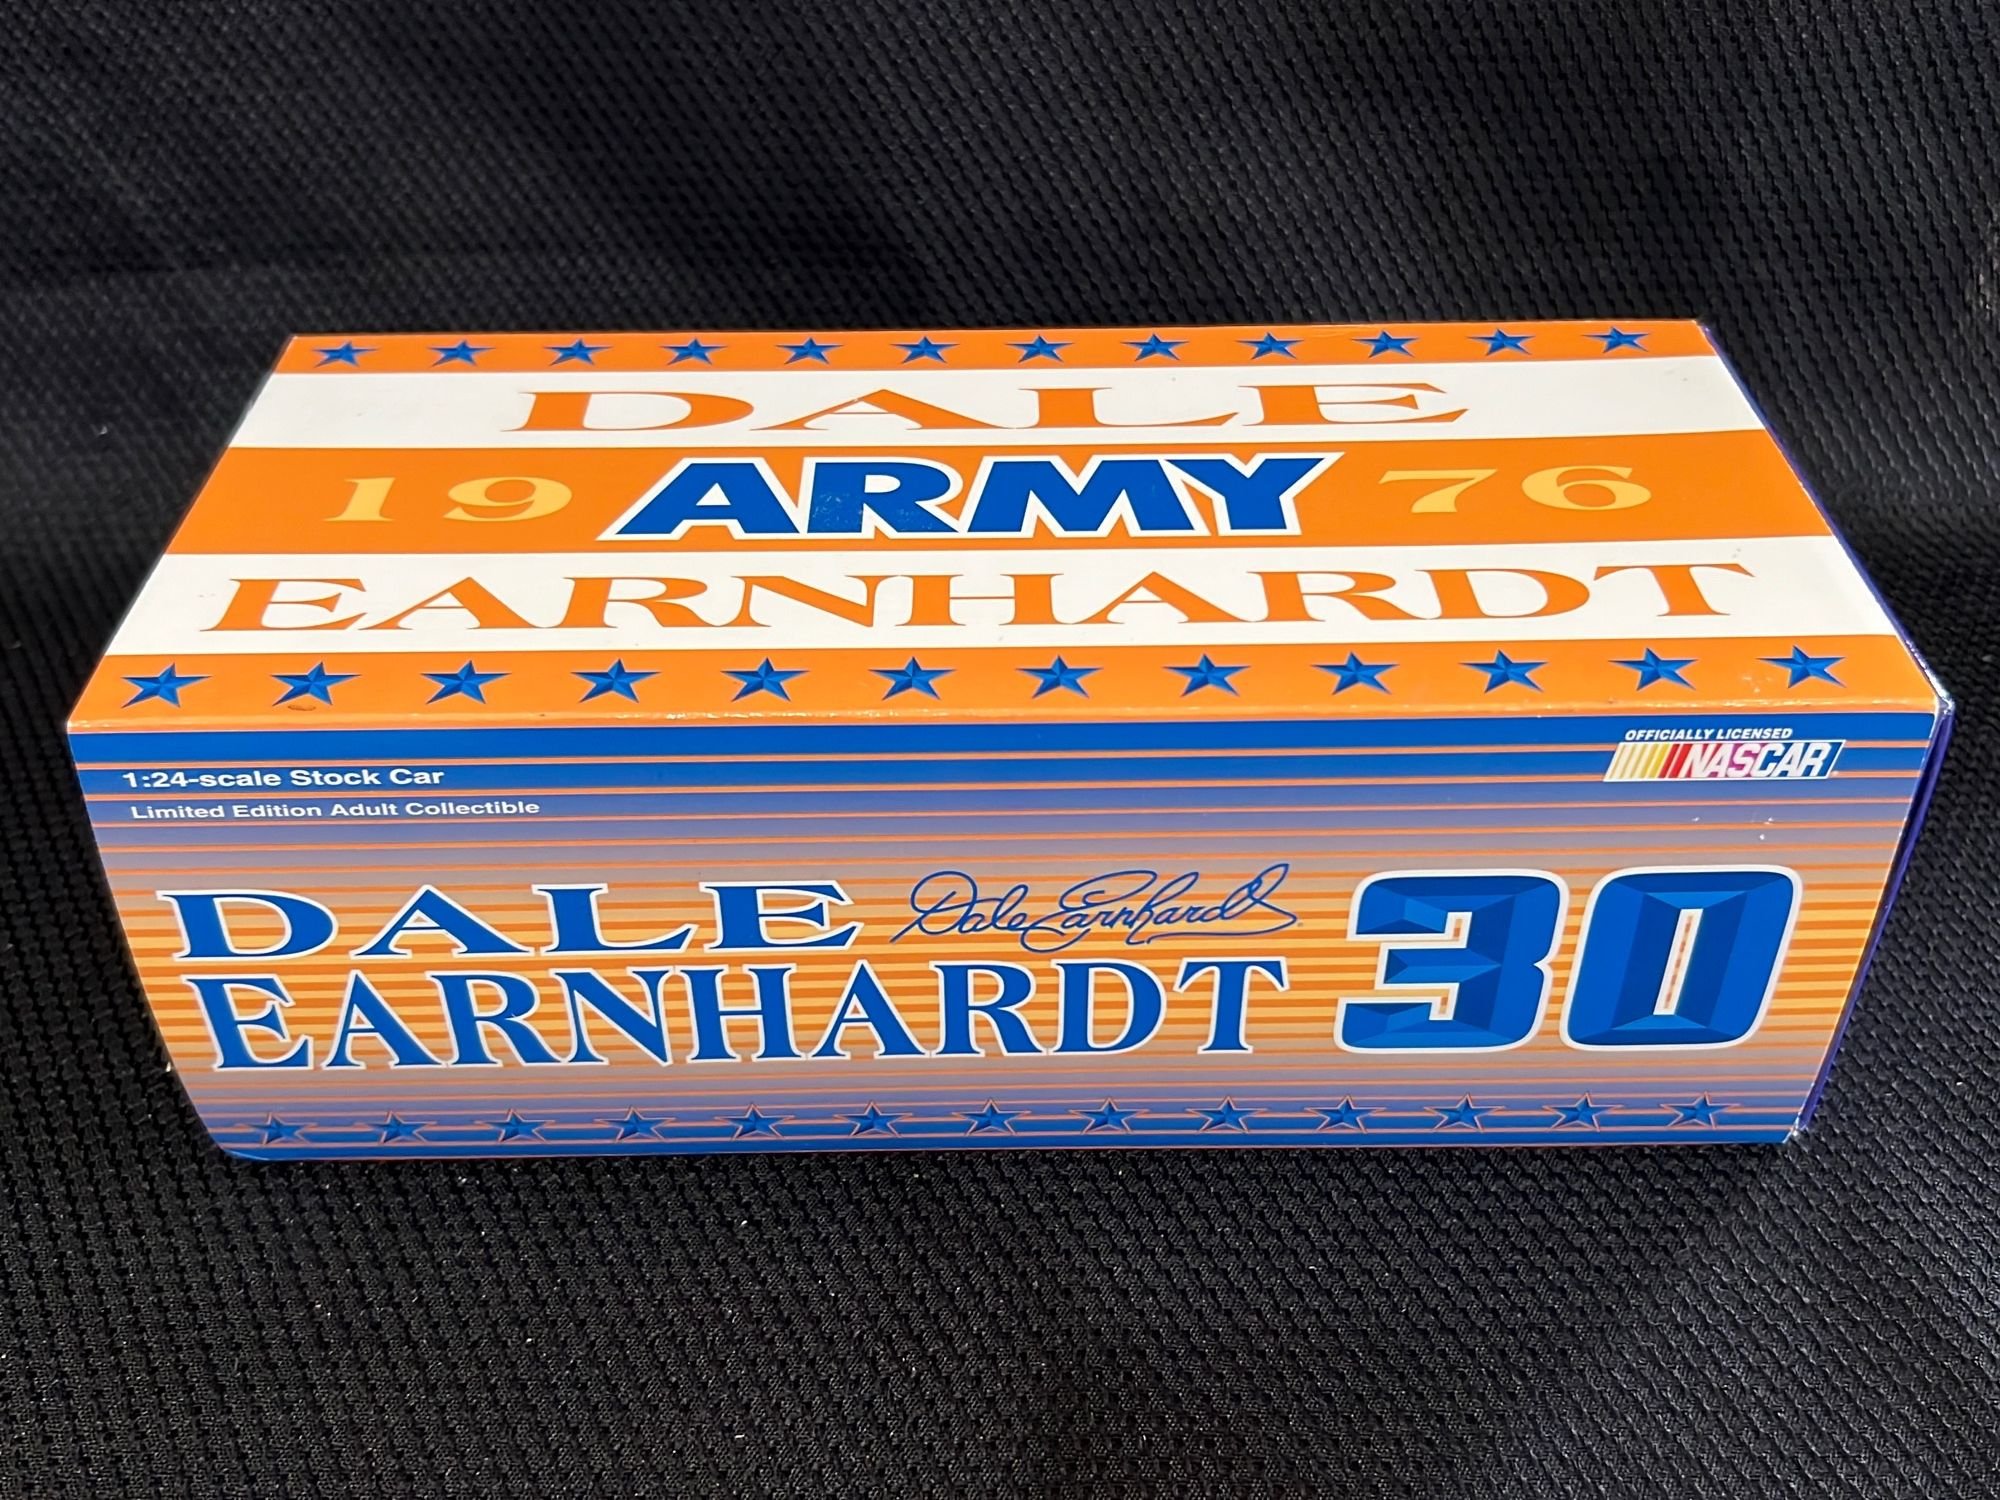 DALE
19 ARMY 76
EARNHARDT
OFFICIALLY LICENSED
NASCAR
1:24-scale Stock Car
Limited Edition Adult Collectible
DALE Dale Earnhardt
EARNHARDT 30